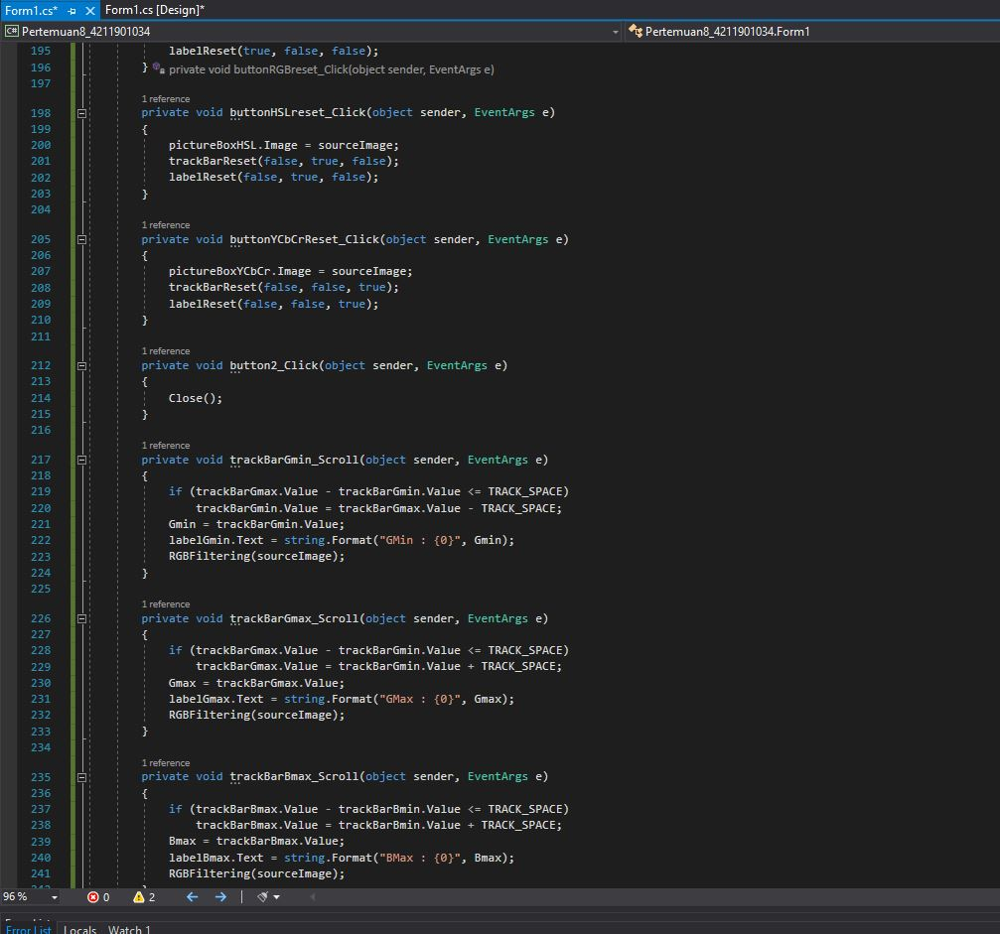 Form1.cs* Form1.cs [Design]*
C# Pertemuan8_4211901034 Pertemuan8_4211901034.Form1
195 labelReset(true, false, false);
196 } private void buttonRGBreset_Click(object sender, EventArgs e)
197
1 reference
198 private void buttonHSLreset_Click(object sender, EventArgs e)
199 {
200 pictureBoxHSL.Image = sourceImage;
201 trackBarReset(false, true, false);
202 labelReset(false, true, false);
203 }
204
1 reference
205 private void buttonYCbCrReset_Click(object sender, EventArgs e)
206 {
207 pictureBoxYCbCr.Image = sourceImage;
208 trackBarReset(false, false, true);
209 labelReset(false, false, true);
210 }
211
1 reference
212 private void button2_Click(object sender, EventArgs e)
213 {
214 Close();
215 }
216
1 reference
217 private void trackBarGmin_Scroll(object sender, EventArgs e)
218 {
219 if (trackBarGmax.Value - trackBarGmin.Value <= TRACK_SPACE)
220 trackBarGmin.Value = trackBarGmax.Value - TRACK_SPACE;
221 Gmin = trackBarGmin.Value;
222 labelGmin.Text = string.Format("GMin : {0}", Gmin);
223 RGBFiltering(sourceImage);
224 }
225
1 reference
226 private void trackBarGmax_Scroll(object sender, EventArgs e)
227 {
228 if (trackBarGmax.Value - trackBarGmin.Value <= TRACK_SPACE)
229 trackBarGmax.Value = trackBarGmin.Value + TRACK_SPACE;
230 Gmax = trackBarGmax.Value;
231 labelGmax.Text = string.Format("GMax : {0}", Gmax);
232 RGBFiltering(sourceImage);
233 }
234
1 reference
235 private void trackBarBmax_Scroll(object sender, EventArgs e)
236 {
237 if (trackBarBmax.Value - trackBarBmin.Value <= TRACK_SPACE)
238 trackBarBmax.Value = trackBarBmin.Value + TRACK_SPACE;
239 Bmax = trackBarBmax.Value;
240 labelBmax.Text = string.Format("BMax : {0}", Bmax);
241 RGBFiltering(sourceImage);
96 % 0 2
Error List Locals Watch 1